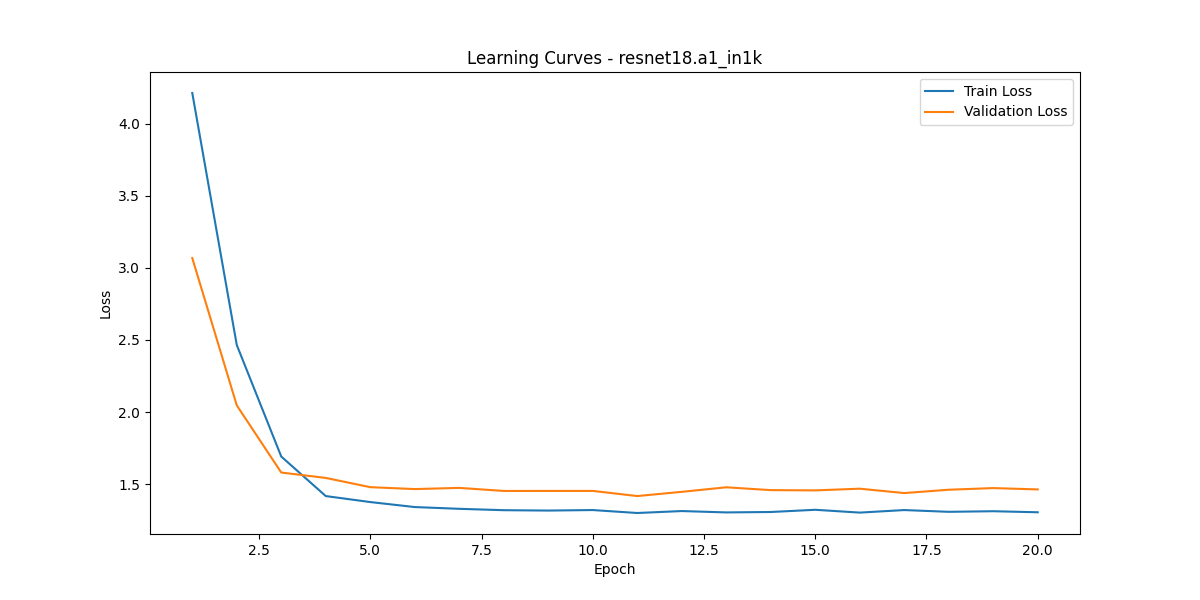 Learning Curves - resnet18.a1_in1k
Train Loss
Validation Loss
4.0
3.5
3.0
2.5
2.0
1.5
Loss
2.5
5.0
7.5
10.0
12.5
15.0
17.5
20.0
Epoch